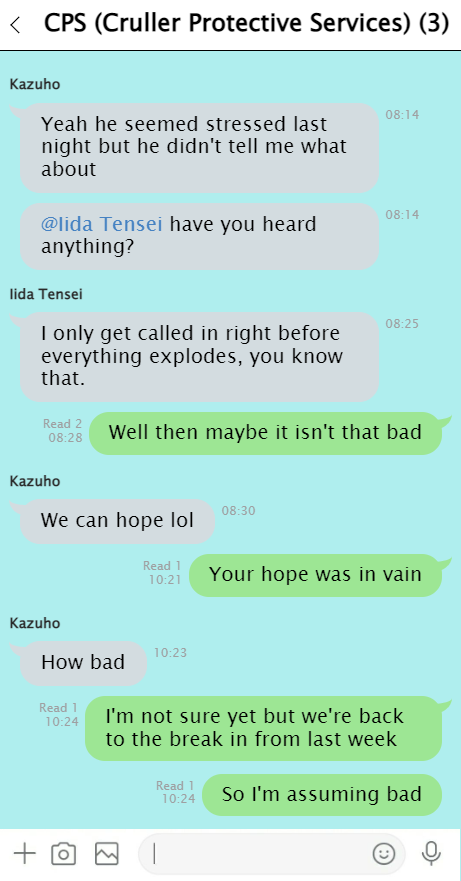 CPS (Cruller Protective Services) (3)
Kazuho
Yeah he seemed stressed last
night but he didn't tell me what
about
08:14
@Iida Tensei have you heard
anything?
08:14
Iida Tensei
I only get called in right before
everything explodes, you know
that.
08:25
Read 2
08:28
Well then maybe it isn't that bad
Kazuho
We can hope lol
08:30
Read 1
10:21
Your hope was in vain
Kazuho
How bad
10:23
Read 1
10:24
I'm not sure yet but we're back
to the break in from last week
Read 1
10:24
So I'm assuming bad